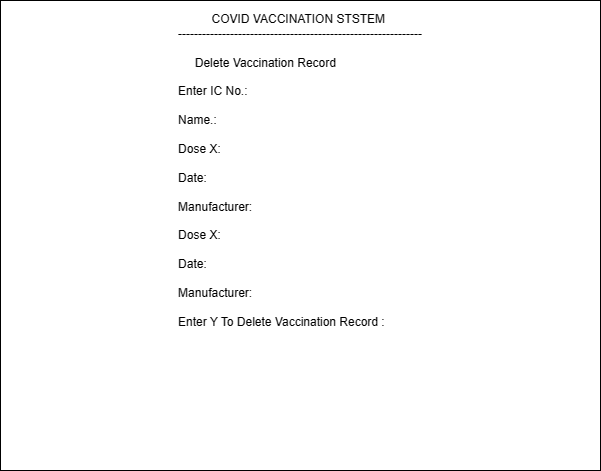 COVID VACCINATION STSTEM
-------------------------------------------------------------
Delete Vaccination Record
Enter IC No.:
Name.:
Dose X:
Date:
Manufacturer:
Dose X:
Date:
Manufacturer:
Enter Y To Delete Vaccination Record :